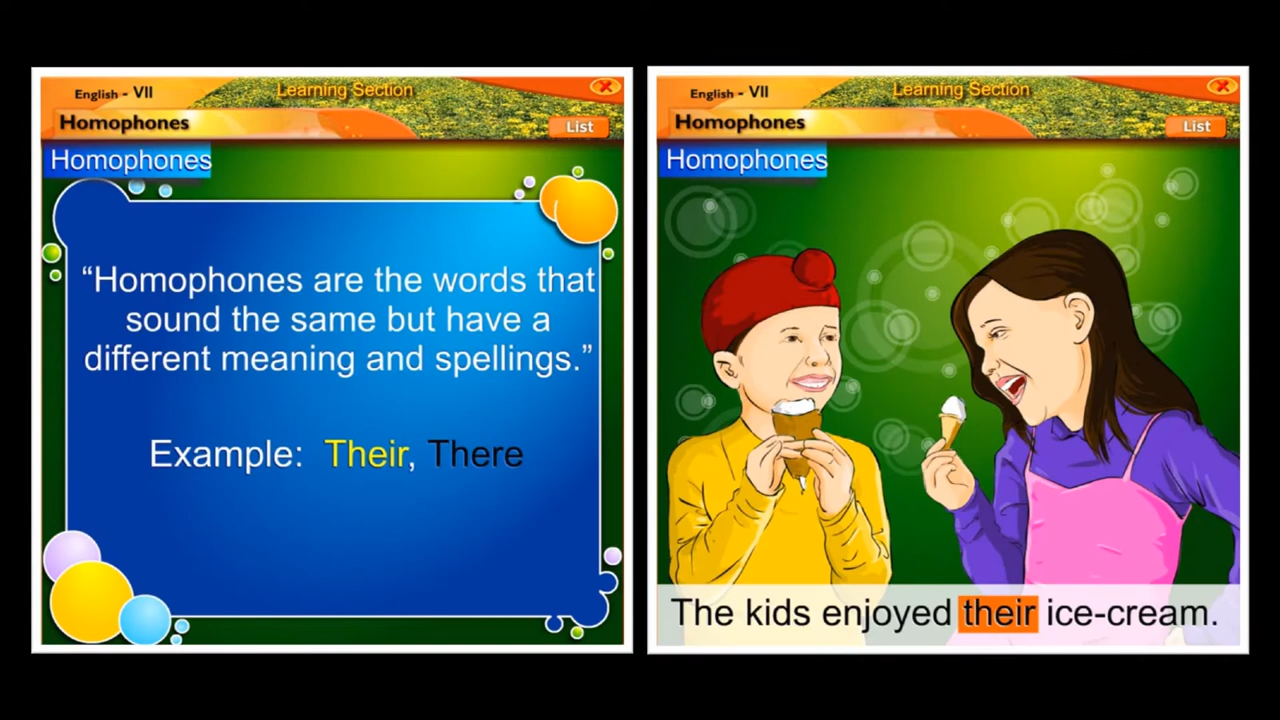 English - VII
Learning Section
Homophones
List
Homophones
“Homophones are the words that
sound the same but have a
different meaning and spellings.”
Example: Their, There
English - VII
Learning Section
Homophones
List
Homophones
The kids enjoyed their ice-cream.